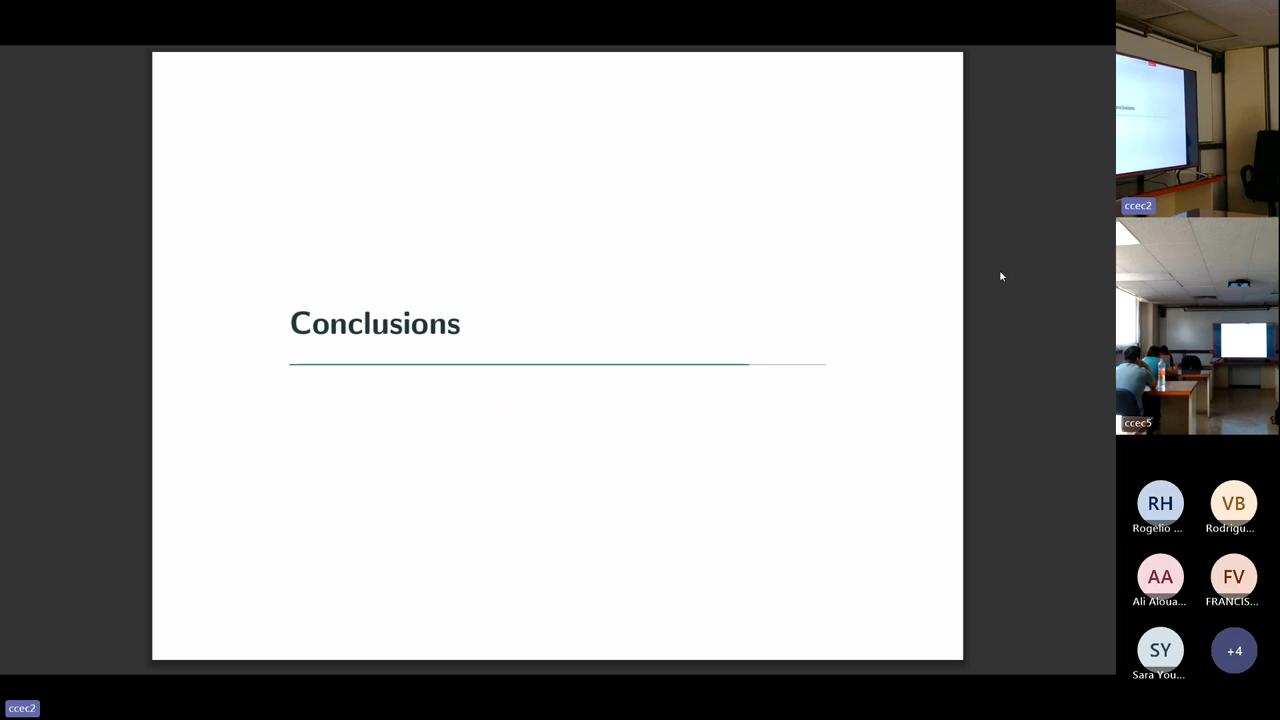 Conclusions
ccec2
ccec5
RH
Rogelio ...
VB
Rodrigu...
AA
Ali Aloua...
FV
FRANCIS...
SY
Sara You...
+4
ccec2